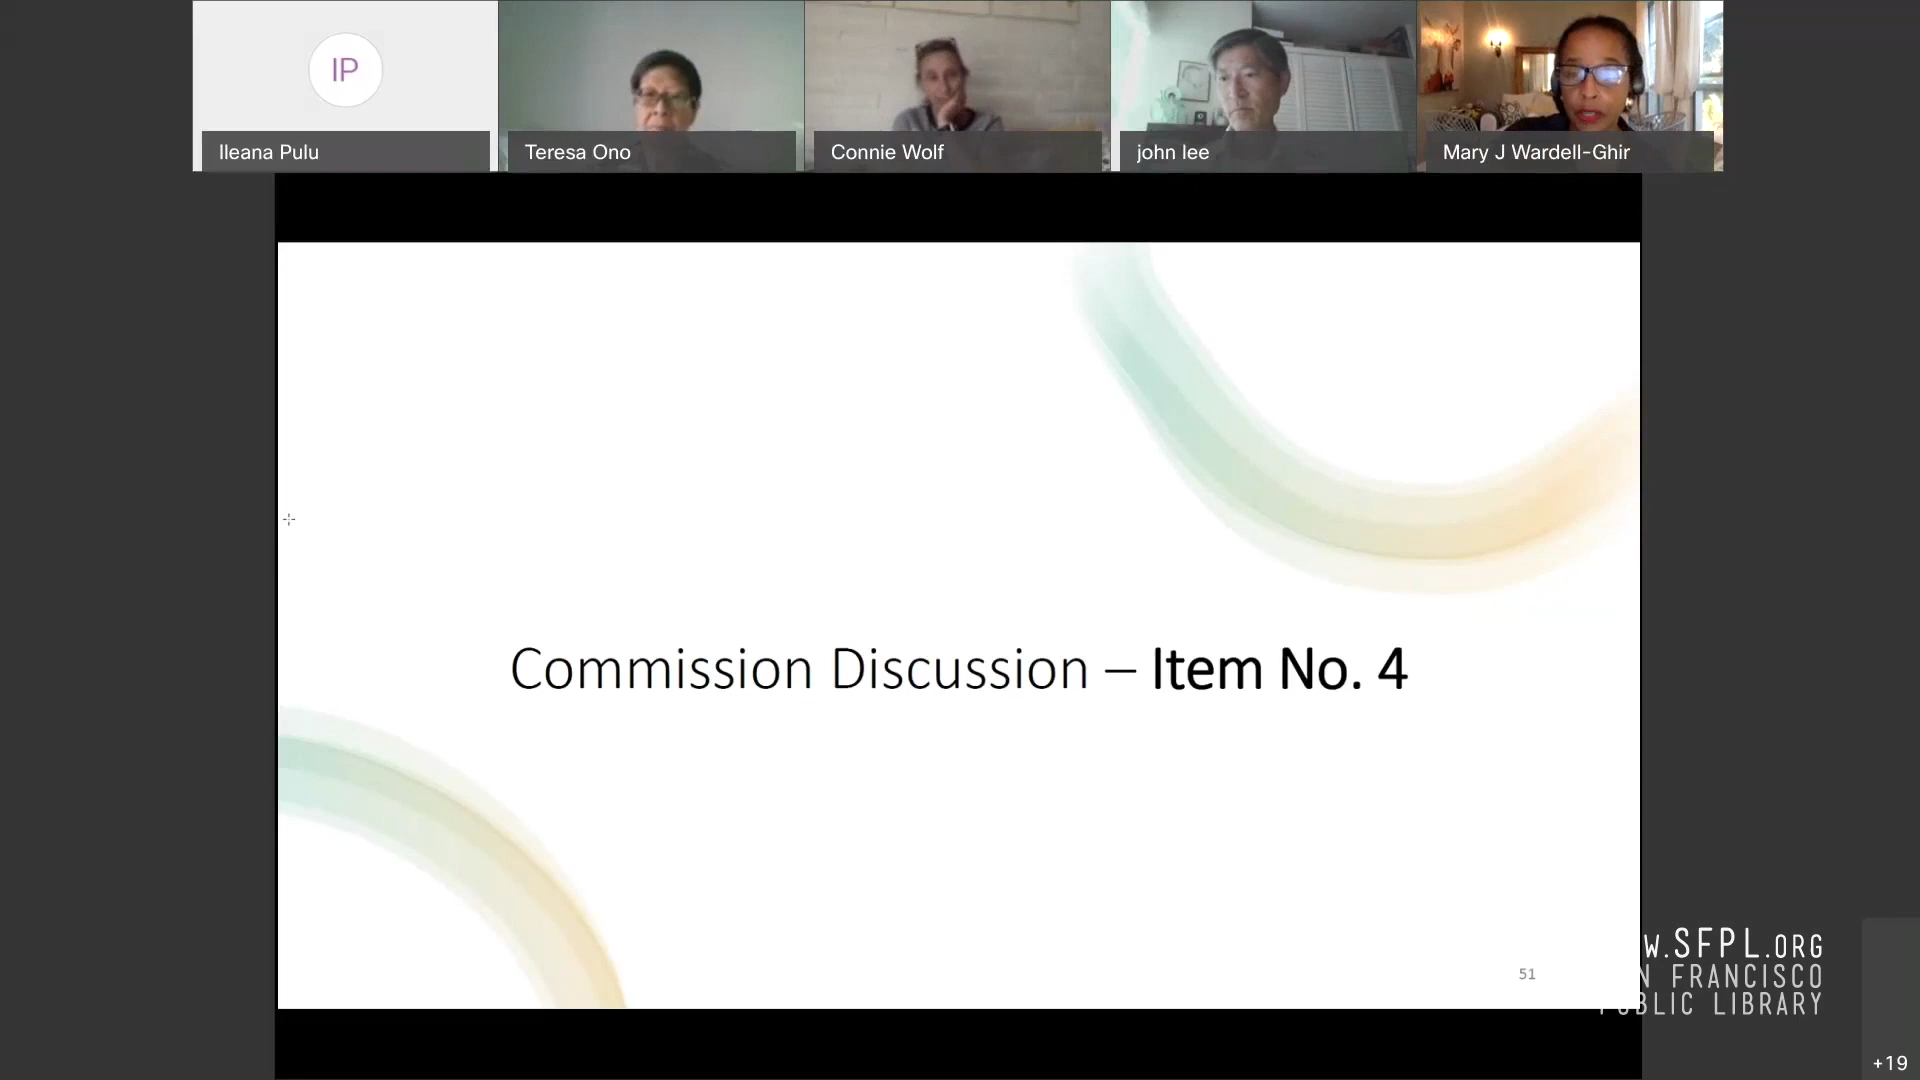 IP
Ileana Pulu
Teresa Ono
Connie Wolf
john lee
Mary J Wardell-Ghir
Commission Discussion – Item No. 4
51
W.SFPL.ORG
N FRANCISCO
PUBLIC LIBRARY
+19